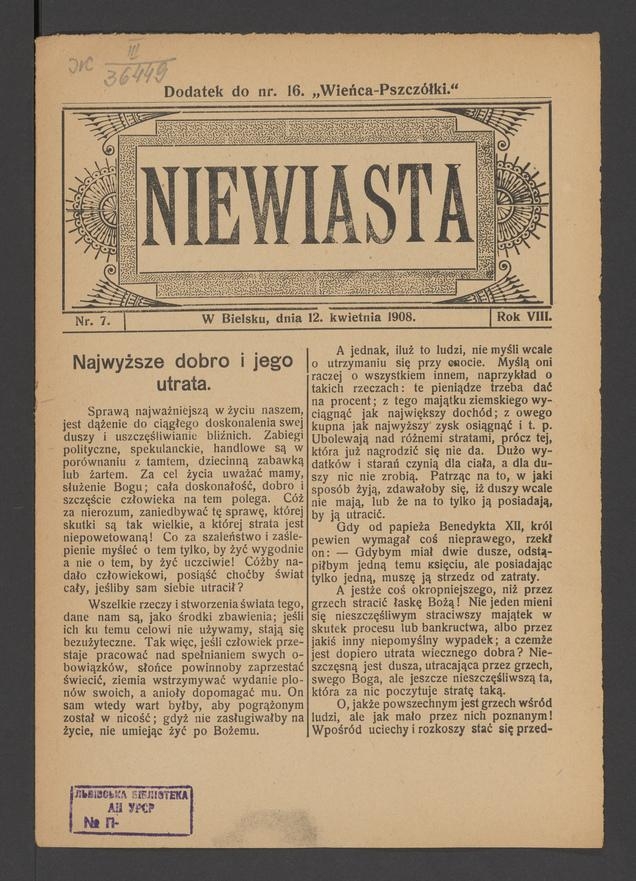 Ж III
36449
Dodatek do nr. 16. „Wieńca-Pszczółki.“
NIEWIASTA
Nr. 7.
W Bielsku, dnia 12. kwietnia 1908.
Rok VIII.
Najwyższe dobro i jego
utrata.
Sprawą najważniejszą w życiu naszem,
jest dążenie do ciągłego doskonalenia swej
duszy i uszczęśliwianie bliźnich. Zabiegi
polityczne, spekulanckie, handlowe są w
porównaniu z tamtem, dziecinną zabawką
lub żartem. Za cel życia uważać mamy,
służenie Bogu; cała doskonałość, dobro i
szczęście człowieka na tem polega. Cóż
za nierozum, zaniedbywać tę sprawę, której
skutki są tak wielkie, a której strata jest
niepowetowaną! Co za szaleństwo i zaśle-
pienie myśleć o tem tylko, by żyć wygodnie
a nie o tem, by żyć uczciwie! Cóżby na-
dało człowiekowi, posiąść choćby świat
cały, jeśliby sam siebie utracił?
Wszelkie rzeczy i stworzenia świata tego,
dane nam są, jako środki zbawienia; jeśli
ich ku temu celowi nie używamy, stają się
bezużyteczne. Tak więc, jeśli człowiek prze-
staje pracować nad spełnianiem swych o-
bowiązków, słońce powinnoby zaprzestać
świecić, ziemia wstrzymywać wydanie plo-
nów swoich, a anioły dopomagać mu. On
sam wtedy wart byłby, aby pogrążonym
został w nicość; gdyż nie zasługiwałby na
życie, nie umiejąc żyć po Bożemu.
A jednak, iluż to ludzi, nie myśli wcale
o utrzymaniu się przy cnocie. Myślą oni
raczej o wszystkiem innem, naprzykład o
takich rzeczach: te pieniądze trzeba dać
na procent; z tego majątku ziemskiego wy-
ciągnąć jak największy dochód; z owego
kupna jak najwyższy zysk osiągnąć i t. p.
Ubolewają nad różnemi stratami, prócz tej,
która już nagrodzić się nie da. Dużo wy-
datków i starań czynią dla ciała, a dla du-
szy nic nie zrobią. Patrząc na to, w jaki
sposób żyją, zdawałoby się, iż duszy wcale
nie mają, lub że na to tylko ją posiadają,
by ją utracić.
Gdy od papieża Benedykta XII, król
pewien wymagał coś nieprawego, rzekł
on: — Gdybym miał dwie dusze, odstą-
piłbym jedną temu księciu, ale posiadając
tylko jedną, muszę ją strzedz od zatraty.
A jestże coś okropniejszego, niż przez
grzech stracić łaskę Bożą! Nie jeden mieni
się nieszczęśliwym straciwszy majątek w
skutek procesu lub bankructwa, albo przez
jakiś inny niepomyślny wypadek; a czemże
jest dopiero utrata wiecznego dobra? Nie-
szczęsną jest dusza, utracająca przez grzech,
swego Boga, ale jeszcze nieszczęśliwszą ta,
która za nic poczytuje stratę taką.
O, jakże powszechnym jest grzech wśród
ludzi, ale jak mało przez nich poznanym!
Wpośród uciechy i rozkoszy stać się przed-
ЛЬВІВСЬКА БІБЛІОТЕКА
АН УРСР
№ П-